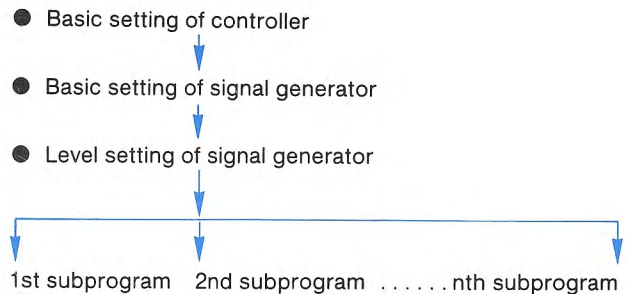 ● Basic setting of controller
● Basic setting of signal generator
● Level setting of signal generator
1st subprogram 2nd subprogram ...... nth subprogram